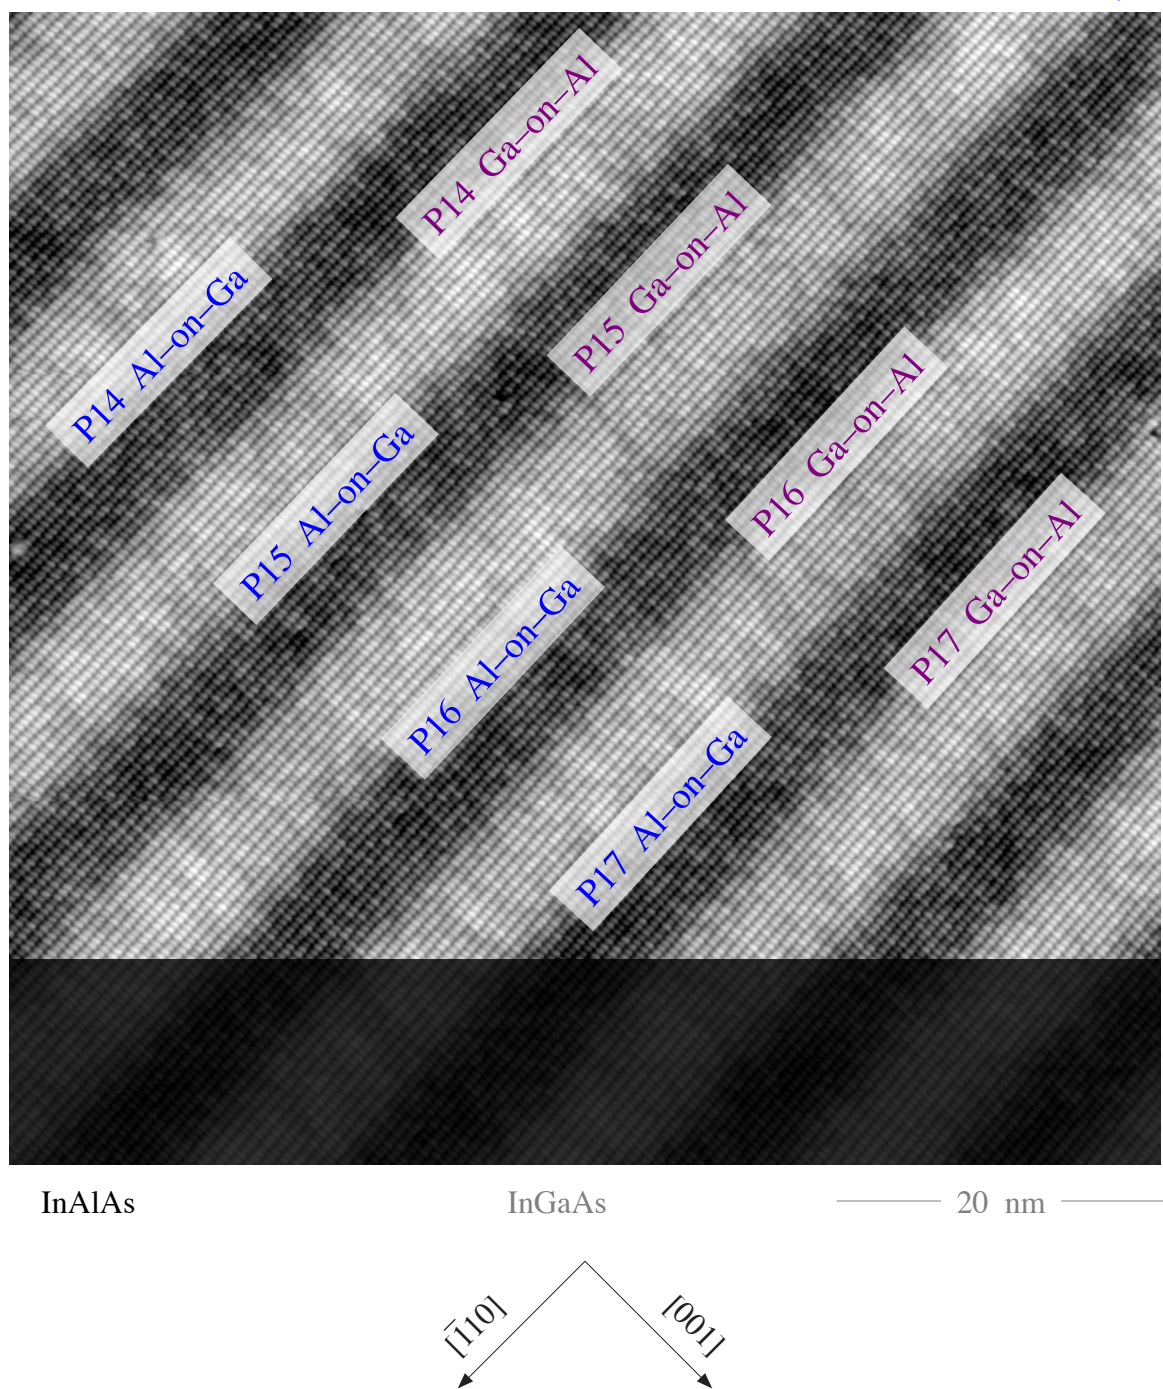 P14 Ga–on–Al
P15 Ga–on–Al
P14 Al–on–Ga
P16 Ga–on–Al
P15 Al–on–Ga
P17 Ga–on–Al
P16 Al–on–Ga
P17 Al–on–Ga
InAlAs InGaAs 20 nm
[1̄10] [001]